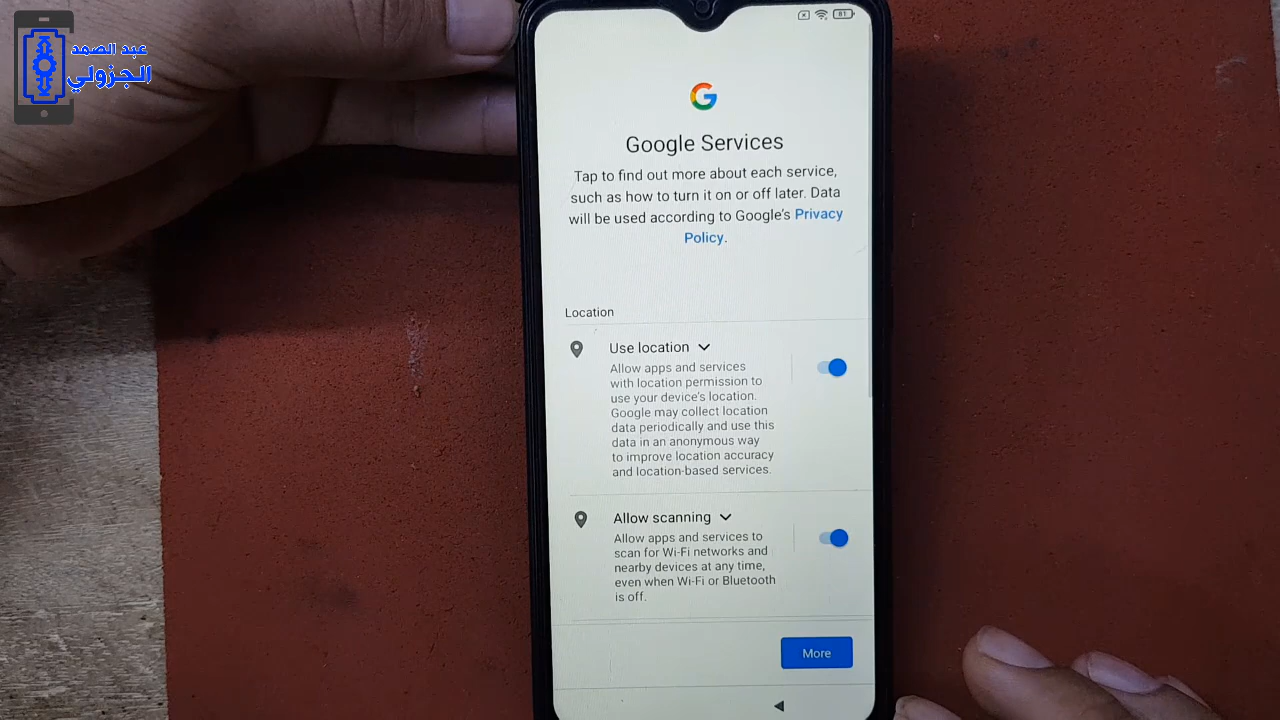 عبد الصمد
الجزولي
81
Google Services
Tap to find out more about each service,
such as how to turn it on or off later. Data
will be used according to Google's Privacy
Policy.
Location
Use location
Allow apps and services
with location permission to
use your device's location.
Google may collect location
data periodically and use this
data in an anonymous way
to improve location accuracy
and location-based services.
Allow scanning
Allow apps and services to
scan for Wi-Fi networks and
nearby devices at any time,
even when Wi-Fi or Bluetooth
is off.
More